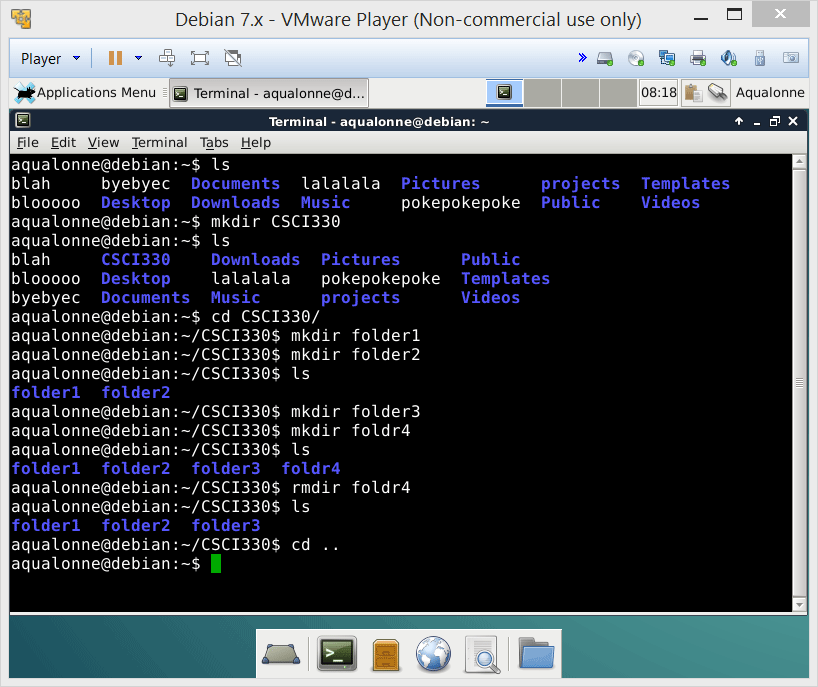 Debian 7.x - VMware Player (Non-commercial use only)
Player
Applications Menu Terminal - aqualonne@d... 08:18 Aqualonne
Terminal - aqualonne@debian: ~
File Edit View Terminal Tabs Help
aqualonne@debian:~$ ls
blah byebyec Documents lalalala Pictures projects Templates
blooooo Desktop Downloads Music pokepokepoke Public Videos
aqualonne@debian:~$ mkdir CSCI330
aqualonne@debian:~$ ls
blah CSCI330 Downloads Pictures Public
blooooo Desktop lalalala pokepokepoke Templates
byebyec Documents Music projects Videos
aqualonne@debian:~$ cd CSCI330/
aqualonne@debian:~/CSCI330$ mkdir folder1
aqualonne@debian:~/CSCI330$ mkdir folder2
aqualonne@debian:~/CSCI330$ ls
folder1 folder2
aqualonne@debian:~/CSCI330$ mkdir folder3
aqualonne@debian:~/CSCI330$ mkdir foldr4
aqualonne@debian:~/CSCI330$ ls
folder1 folder2 folder3 foldr4
aqualonne@debian:~/CSCI330$ rmdir foldr4
aqualonne@debian:~/CSCI330$ ls
folder1 folder2 folder3
aqualonne@debian:~/CSCI330$ cd ..
aqualonne@debian:~$